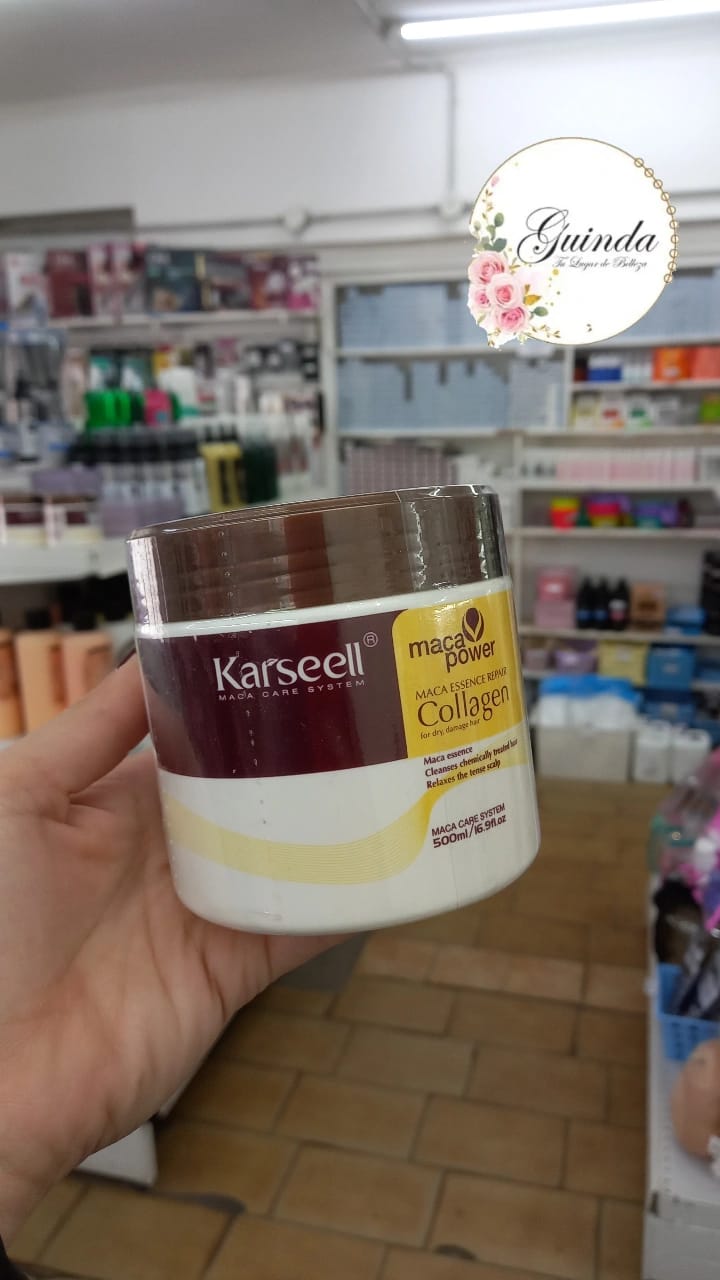 Guinda
Tu Lugar de Belleza
Karseell®
MACA CARE SYSTEM
maca
power
MACA ESSENCE REPAIR
Collagen
for dry, damage hair
Maca essence
Cleanses chemically treated hair
Relaxes the tense scalp
MACA CARE SYSTEM
500ml/16.9fl.oz